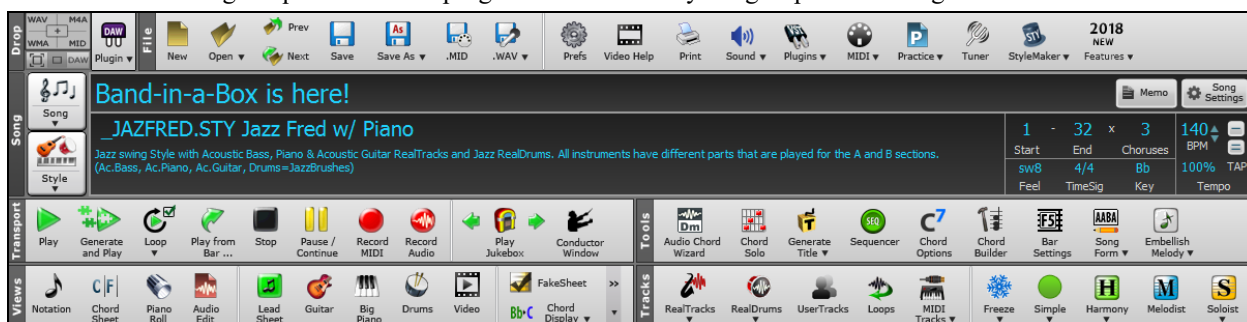 Drop
WAV M4A
WMA MID
DAW
DAW
Plugin
File
New
Open
Prev
Next
Save
As
Save As
.MID
.WAV
Prefs
Video Help
Print
Sound
Plugins
MIDI
P
Practice
Tuner
STY
StyleMaker
2018
NEW
Features
Song
Song
Style
Band-in-a-Box is here!
Memo
Song
Settings
_JAZFRED.STY Jazz Fred w/ Piano
Jazz swing Style with Acoustic Bass, Piano & Acoustic Guitar RealTracks and Jazz RealDrums. All instruments have different parts that are played for the A and B sections.
(Ac.Bass, Ac.Piano, Ac.Guitar, Drums=JazzBrushes)
1 - 32 x 3
Start End Choruses
sw8 4/4 Bb
Feel TimeSig Key
140
BPM
100% TAP
Tempo
Transport
Play
Generate
and Play
Loop
Play from
Bar ...
Stop
Pause /
Continue
Record
MIDI
Record
Audio
Play
Jukebox
Conductor
Window
Tools
Dm
Audio Chord
Wizard
Chord
Solo
Generate
Title
SEQ
Sequencer
C7
Chord
Options
Chord
Builder
Bar
Settings
AABA
Song
Form
Embellish
Melody
Views
Notation
C F
Chord
Sheet
Piano
Roll
Audio
Edit
Lead
Sheet
Guitar
Big
Piano
Drums
Video
FakeSheet
»
Bb•C
Chord
Display
Tracks
RealTracks
RealDrums
UserTracks
Loops
MIDI
Tracks
Freeze
Simple
H
Harmony
M
Melodist
S
Soloist